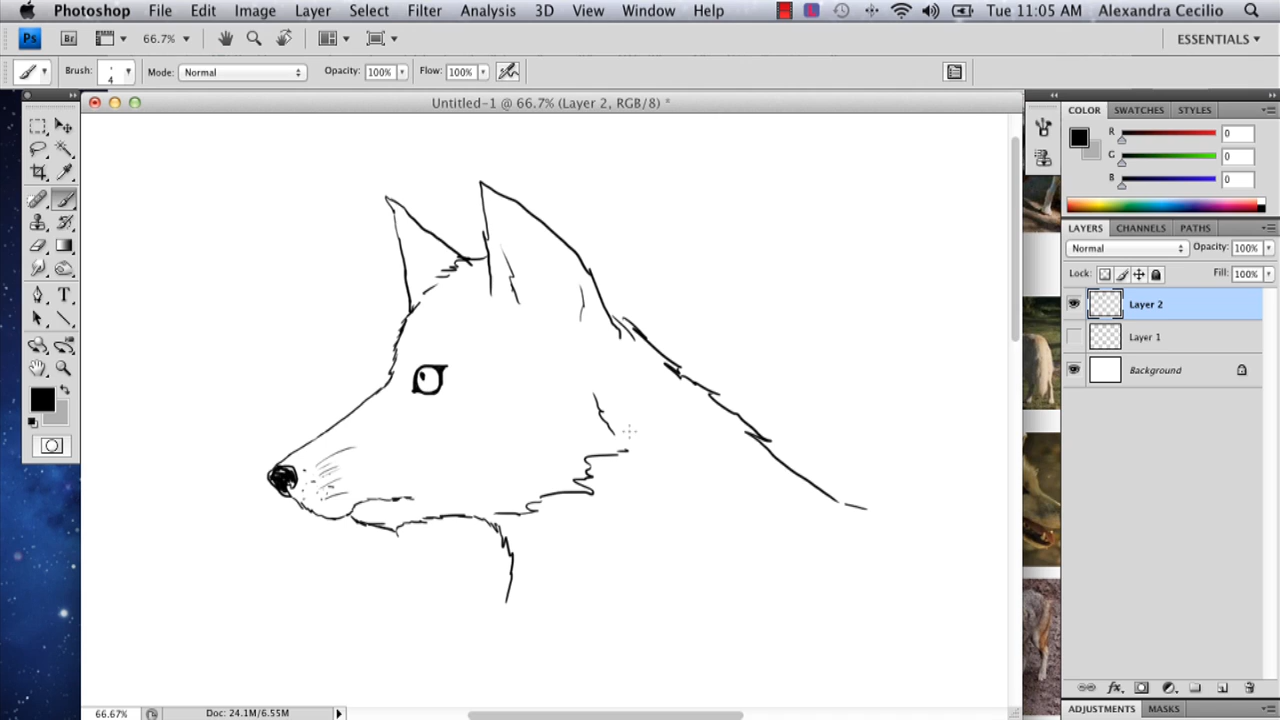 Photoshop File Edit Image Layer Select Filter Analysis 3D View Window Help Tue 11:05 AM Alexandra Cecilio
Ps Br 66.7% ESSENTIALS
Brush: 4 Mode: Normal Opacity: 100% Flow: 100%
Untitled-1 @ 66.7% (Layer 2, RGB/8) *
COLOR SWATCHES STYLES
R 0
G 0
B 0
LAYERS CHANNELS PATHS
Normal Opacity: 100%
Lock: Fill: 100%
Layer 2
Layer 1
Background
fx
66.67% Doc: 24.1M/6.55M
ADJUSTMENTS MASKS